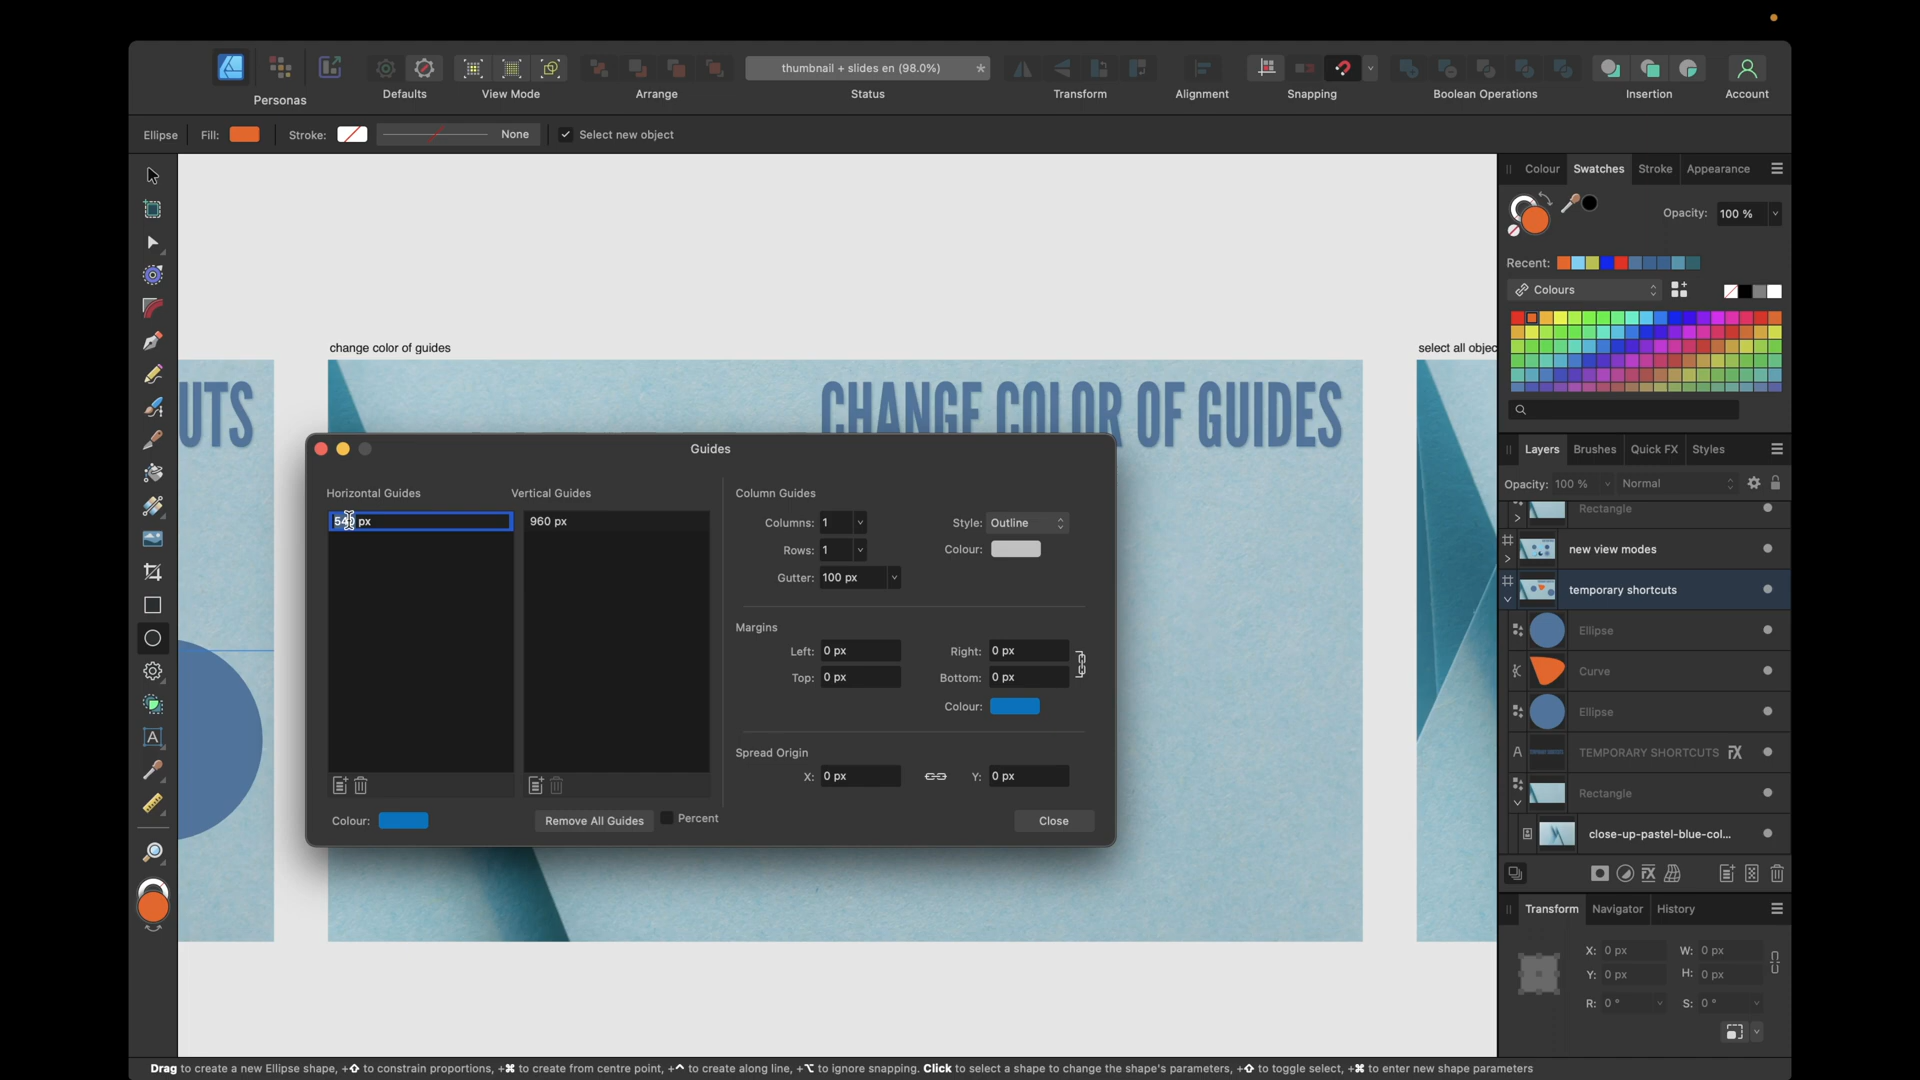 thumbnail + slides en (98.0%)
*
Personas
Defaults
View Mode
Arrange
Status
Transform
Alignment
Snapping
Boolean Operations
Insertion
Account
Ellipse
Fill:
Stroke:
None
Select new object
Colour
Swatches
Stroke
Appearance
Opacity:
100 %
Recent:
Colours
change color of guides
select all objec
UTS
CHANGE COLOR OF GUIDES
Guides
Horizontal Guides
Vertical Guides
540 px
960 px
Column Guides
Columns: 1
Style: Outline
Rows: 1
Colour:
Gutter: 100 px
Margins
Left: 0 px
Right: 0 px
Top: 0 px
Bottom: 0 px
Colour:
Spread Origin
X: 0 px
Y: 0 px
Colour:
Remove All Guides
Percent
Close
Layers
Brushes
Quick FX
Styles
Opacity: 100 %
Normal
Rectangle
new view modes
temporary shortcuts
Ellipse
Curve
Ellipse
A
TEMPORARY SHORTCUTS
FX
Rectangle
close-up-pastel-blue-col...
Transform
Navigator
History
X: 0 px
W: 0 px
Y: 0 px
H: 0 px
R: 0 °
S: 0 °
Drag to create a new Ellipse shape, +⇧ to constrain proportions, +⌘ to create from centre point, +^ to create along line, +⌥ to ignore snapping. Click to select a shape to change the shape's parameters, +⇧ to toggle select, +⌘ to enter new shape parameters